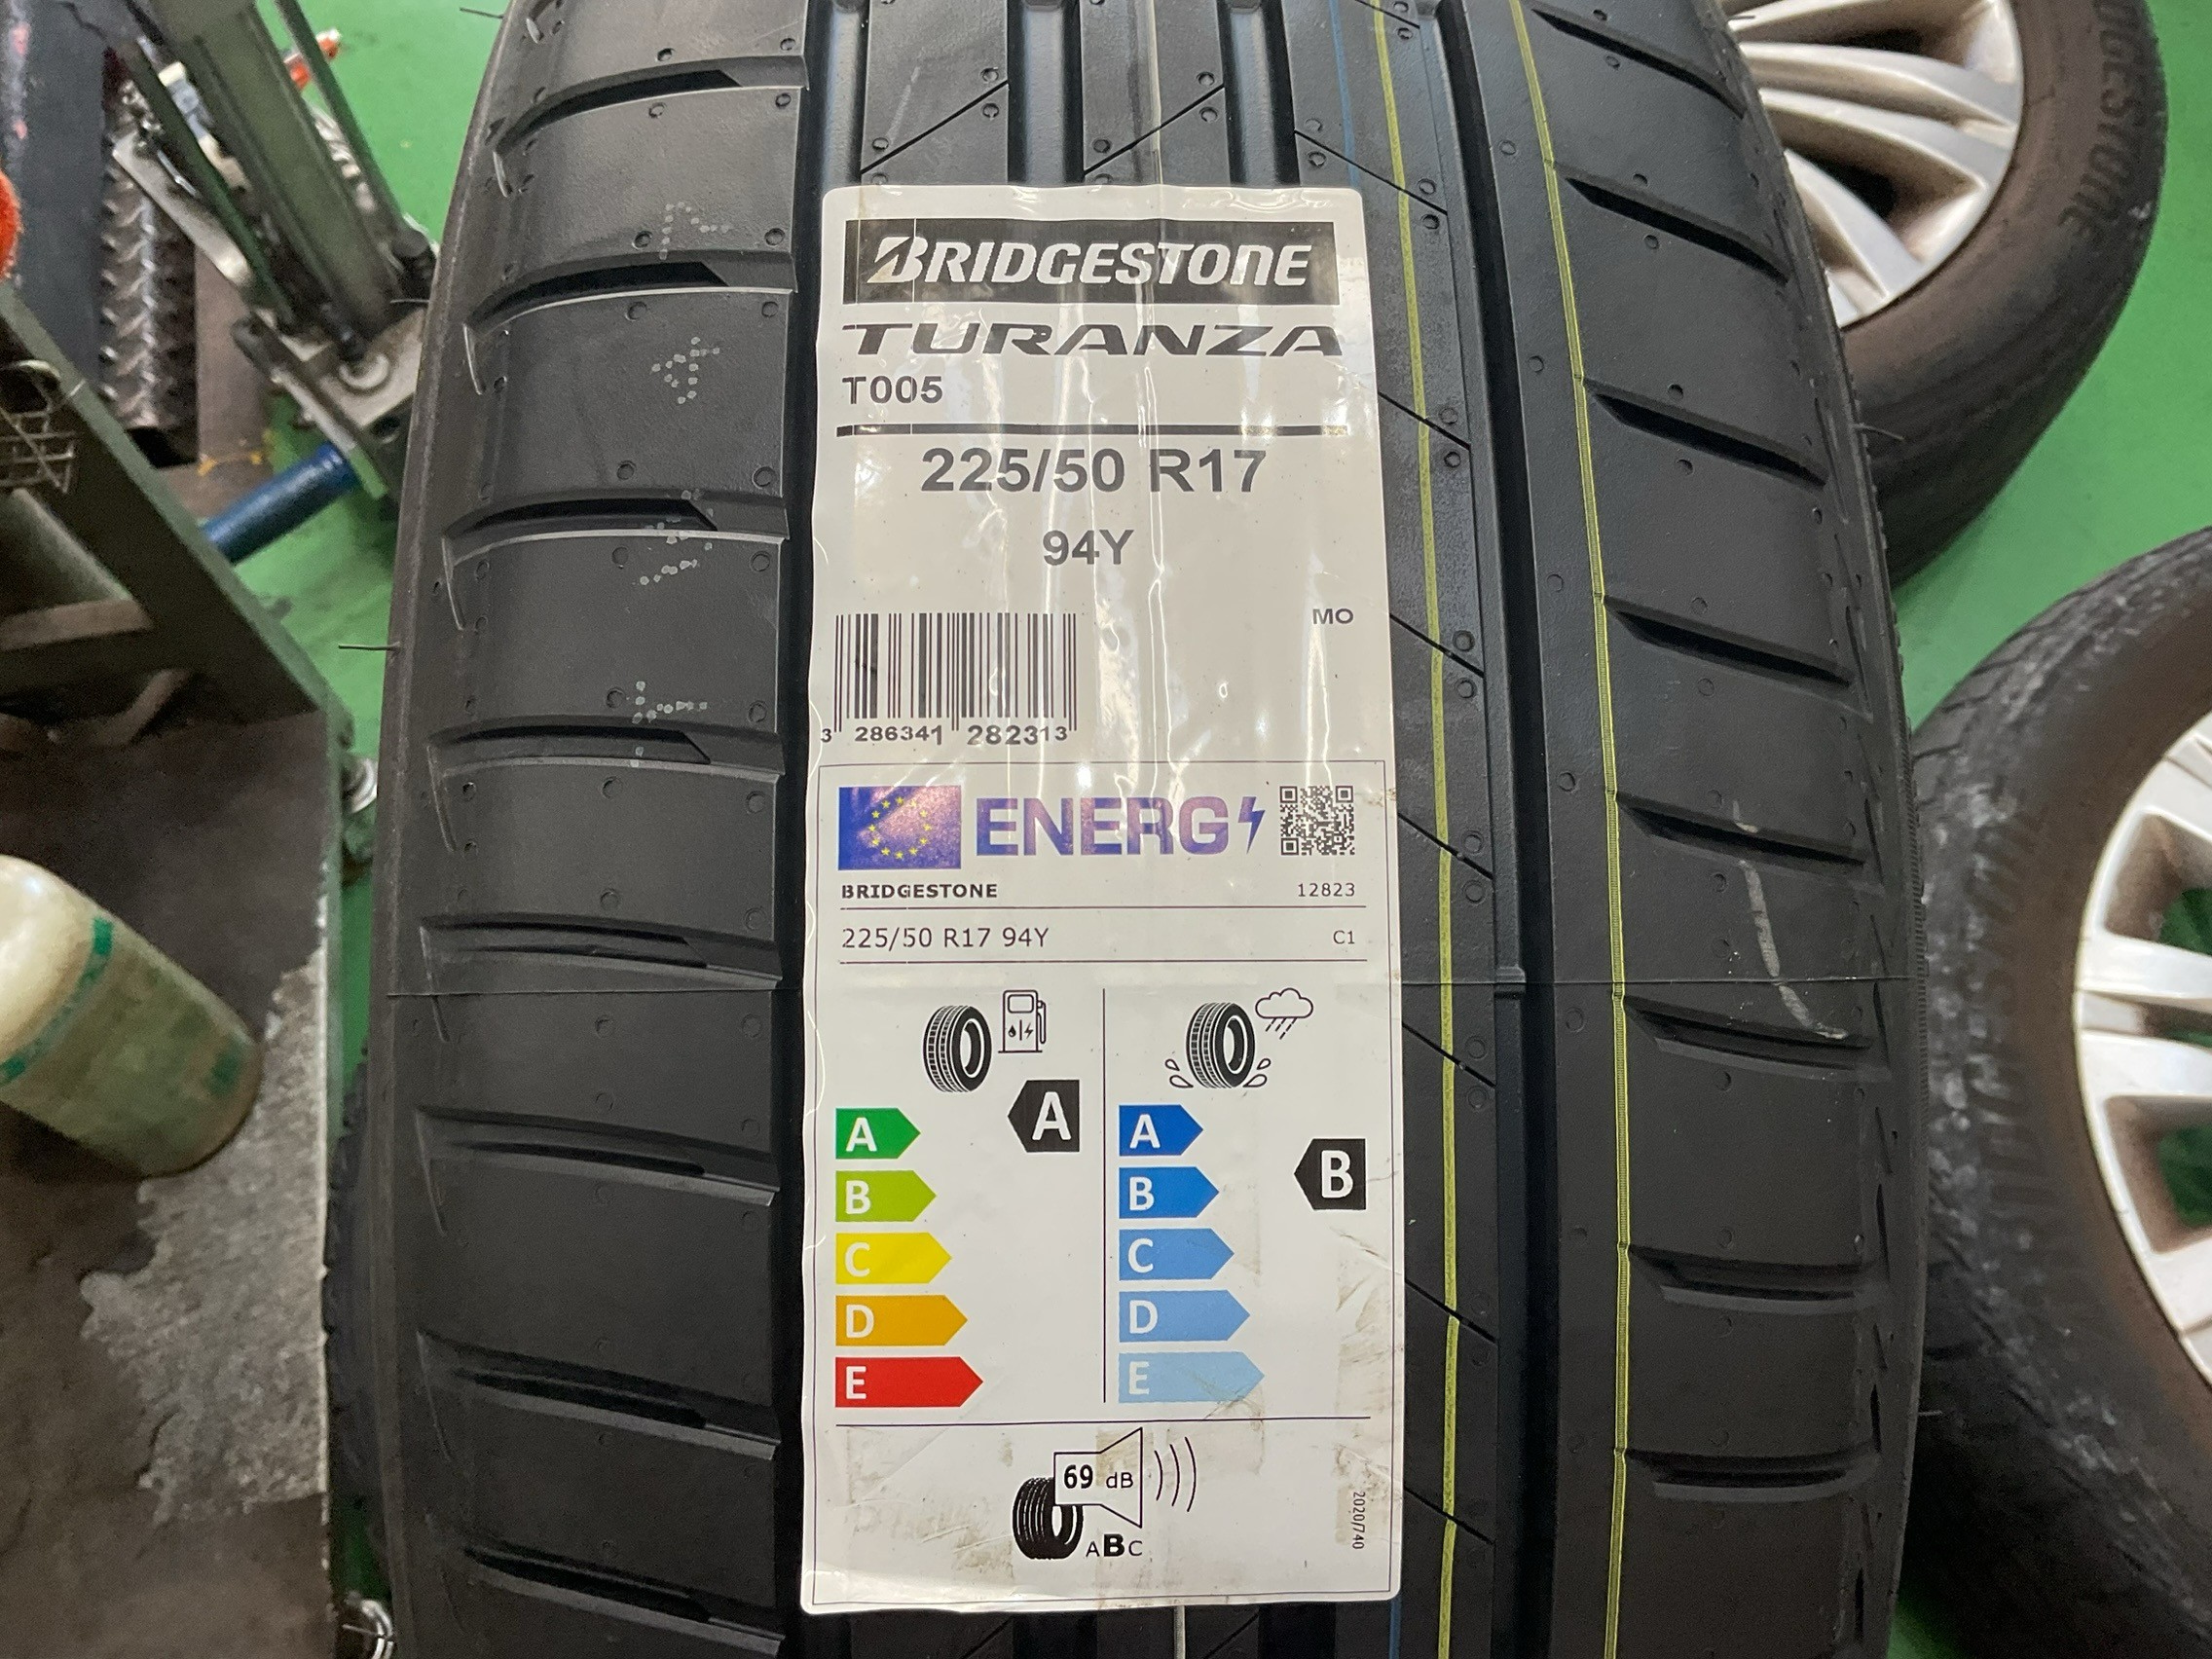 BRIDGESTONE
TURANZA
T005
225/50 R17
94Y
MO
3 286341 282313
ENERG
BRIDGESTONE 12823
225/50 R17 94Y C1
A
A A
B B
B
C C
D D
E E
69 dB
ABC
2020/740
BRIDGESTONE